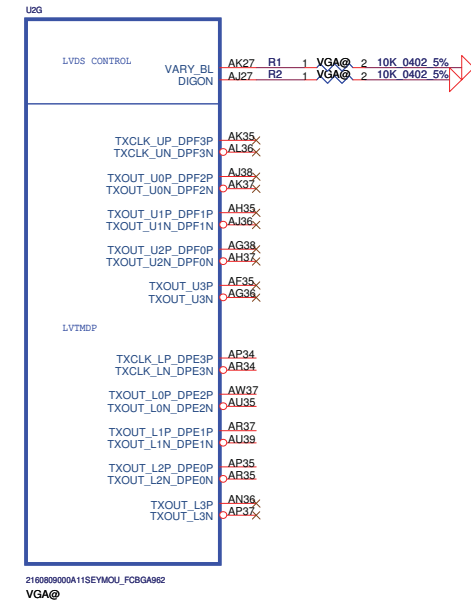 U2G
LVDS CONTROL
VARY_BL AK27 R1 1 VGA@ 2 10K_0402_5%
DIGON AJ27 R2 1 VGA@ 2 10K_0402_5%
TXCLK_UP_DPF3P AK35
TXCLK_UN_DPF3N AL36
TXOUT_U0P_DPF2P AJ38
TXOUT_U0N_DPF2N AK37
TXOUT_U1P_DPF1P AH35
TXOUT_U1N_DPF1N AJ36
TXOUT_U2P_DPF0P AG38
TXOUT_U2N_DPF0N AH37
TXOUT_U3P AF35
TXOUT_U3N AG36
LVTMDP
TXCLK_LP_DPE3P AP34
TXCLK_LN_DPE3N AR34
TXOUT_L0P_DPE2P AW37
TXOUT_L0N_DPE2N AU35
TXOUT_L1P_DPE1P AR37
TXOUT_L1N_DPE1N AU39
TXOUT_L2P_DPE0P AP35
TXOUT_L2N_DPE0N AR35
TXOUT_L3P AN36
TXOUT_L3N AP37
2160809000A11SEYMOU_FCBGA962
VGA@